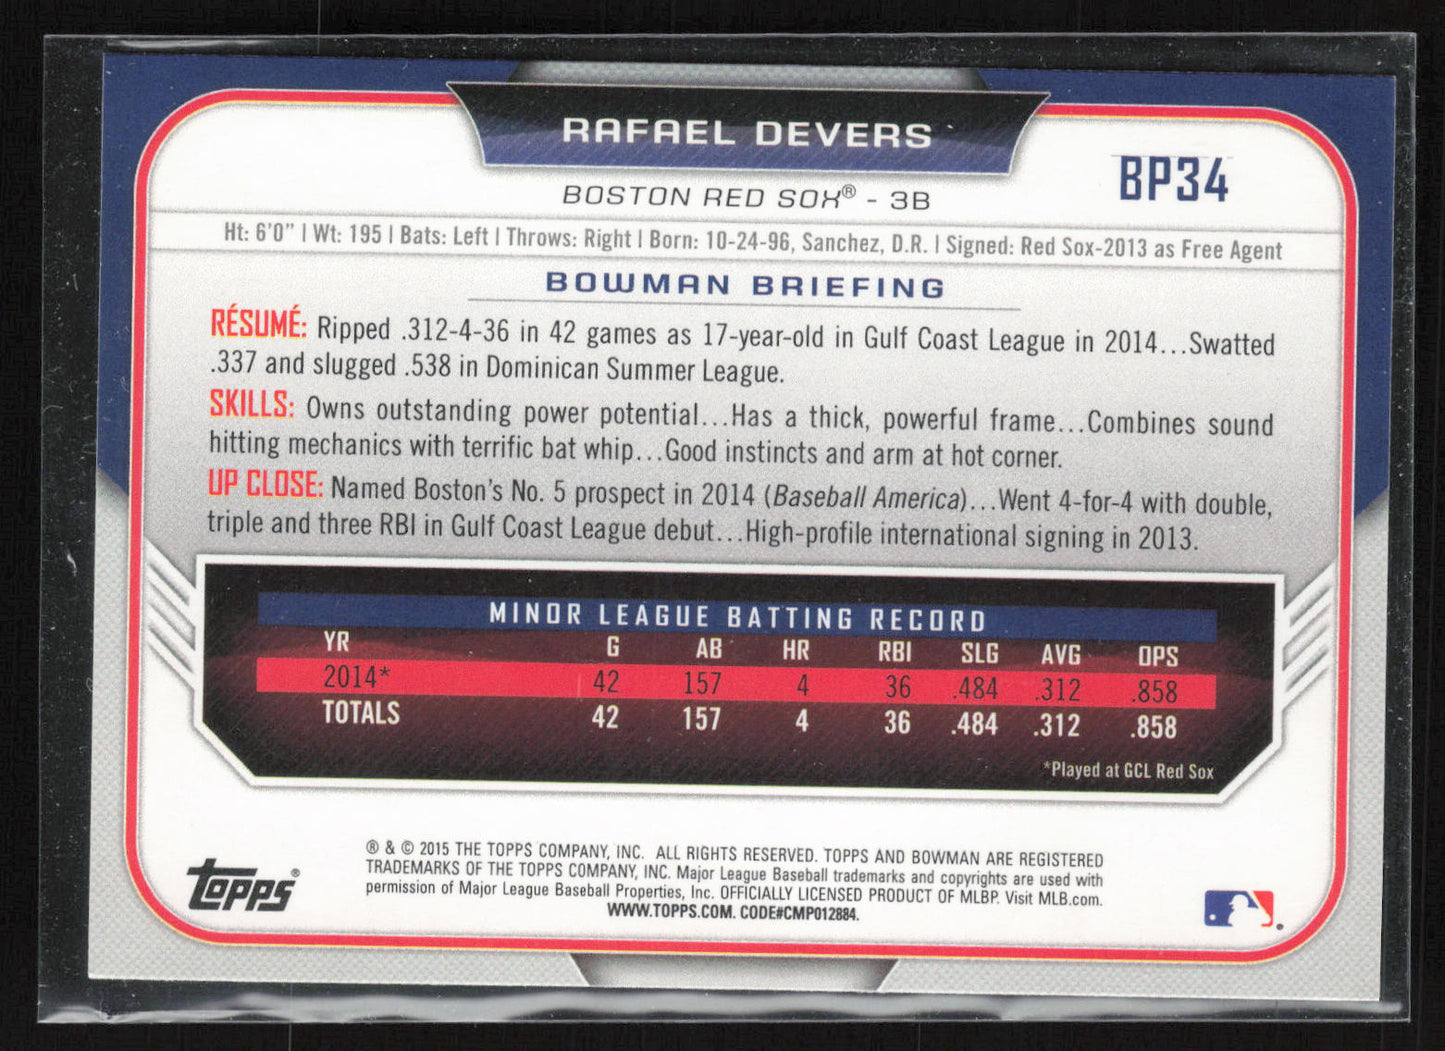 RAFAEL DEVERS
BP34
BOSTON RED SOX® - 3B
Ht: 6'0" | Wt: 195 | Bats: Left | Throws: Right | Born: 10-24-96, Sanchez, D.R. | Signed: Red Sox-2013 as Free Agent
BOWMAN BRIEFING
RÉSUMÉ: Ripped .312-4-36 in 42 games as 17-year-old in Gulf Coast League in 2014...Swatted
.337 and slugged .538 in Dominican Summer League.
SKILLS: Owns outstanding power potential...Has a thick, powerful frame...Combines sound
hitting mechanics with terrific bat whip...Good instincts and arm at hot corner.
UP CLOSE: Named Boston's No. 5 prospect in 2014 (Baseball America)...Went 4-for-4 with double,
triple and three RBI in Gulf Coast League debut...High-profile international signing in 2013.
MINOR LEAGUE BATTING RECORD
YR G AB HR RBI SLG AVG OPS
2014* 42 157 4 36 .484 .312 .858
TOTALS 42 157 4 36 .484 .312 .858
*Played at GCL Red Sox
® & © 2015 THE TOPPS COMPANY, INC. ALL RIGHTS RESERVED. TOPPS AND BOWMAN ARE REGISTERED
TRADEMARKS OF THE TOPPS COMPANY, INC. Major League Baseball trademarks and copyrights are used with
permission of Major League Baseball Properties, Inc. OFFICIALLY LICENSED PRODUCT OF MLBP. Visit MLB.com.
WWW.TOPPS.COM. CODE#CMP012884.
topps®